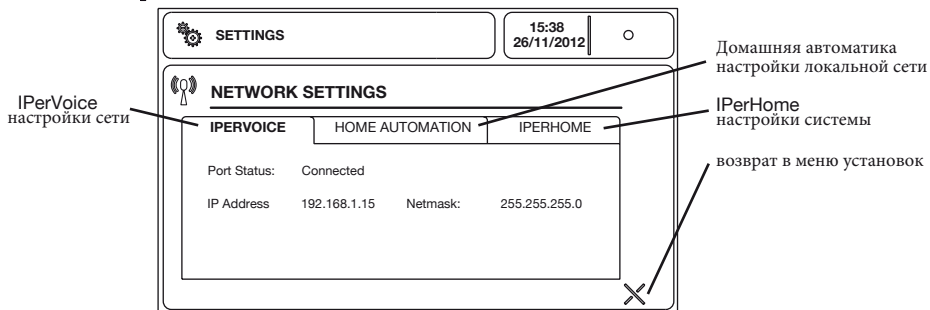 SETTINGS
15:38
26/11/2012
Домашняя автоматика
настройки локальной сети
NETWORK SETTINGS
IPerVoice
настройки сети
IPERVOICE
HOME AUTOMATION
IPERHOME
IPerHome
настройки системы
Port Status: Connected
возврат в меню установок
IP Address 192.168.1.15 Netmask: 255.255.255.0